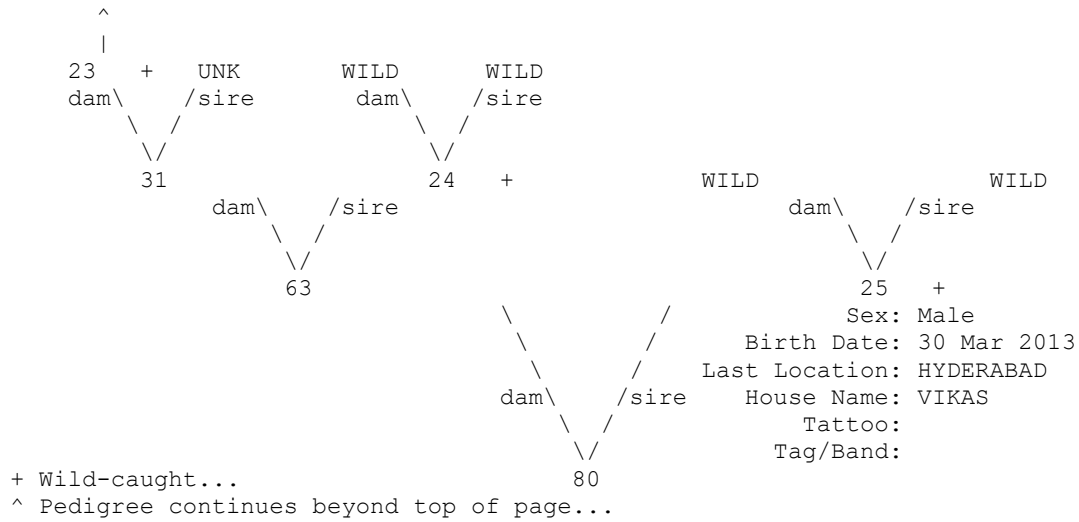 ^
|
23 + UNK WILD WILD
dam\ /sire dam\ /sire
\ / \ /
\/ \/
31 24 + WILD WILD
dam\ /sire dam\ /sire
\ / \ /
\/ \/
63 25 +
\ / Sex: Male
\ / Birth Date: 30 Mar 2013
\ / Last Location: HYDERABAD
dam\ /sire House Name: VIKAS
\ / Tattoo:
\/ Tag/Band:
+ Wild-caught... 80
^ Pedigree continues beyond top of page...